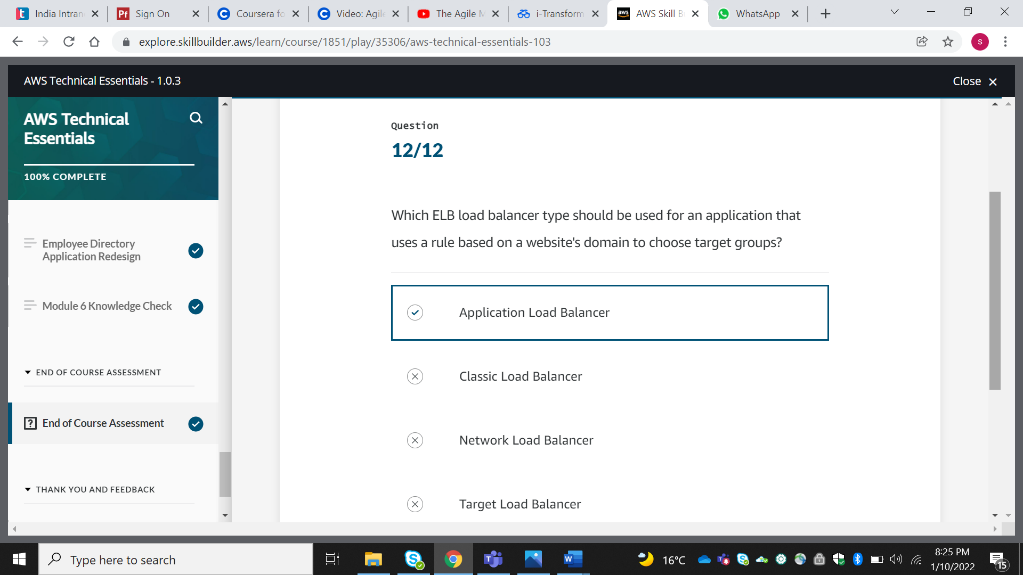 India Intran
Sign On
Coursera fo
Video: Agil
The Agile M
i-Transform
AWS Skill B
WhatsApp
explore.skillbuilder.aws/learn/course/1851/play/35306/aws-technical-essentials-103
AWS Technical Essentials - 1.0.3
Close
AWS Technical
Essentials
100% COMPLETE
Employee Directory
Application Redesign
Module 6 Knowledge Check
END OF COURSE ASSESSMENT
End of Course Assessment
THANK YOU AND FEEDBACK
Question
12/12
Which ELB load balancer type should be used for an application that
uses a rule based on a website's domain to choose target groups?
Application Load Balancer
Classic Load Balancer
Network Load Balancer
Target Load Balancer
Type here to search
16°C
8:25 PM
1/10/2022
15